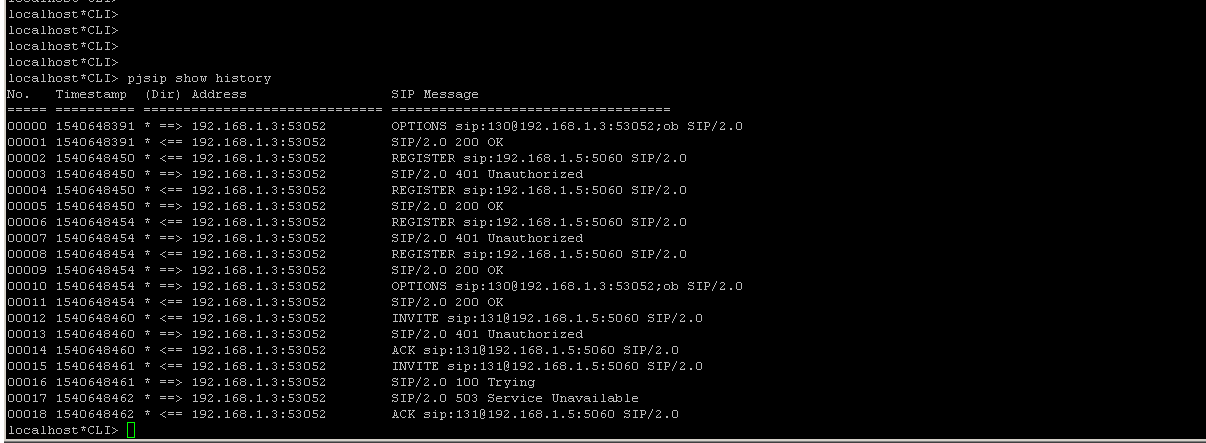 localhost*CLI>
localhost*CLI>
localhost*CLI>
localhost*CLI>
localhost*CLI>
localhost*CLI> pjsip show history
No.   Timestamp  (Dir) Address                        SIP Message
===== ========== ============================== ===================================
00000 1540648391 * ==> 192.168.1.3:53052        OPTIONS sip:130@192.168.1.3:53052;ob SIP/2.0
00001 1540648391 * <== 192.168.1.3:53052        SIP/2.0 200 OK
00002 1540648450 * <== 192.168.1.3:53052        REGISTER sip:192.168.1.5:5060 SIP/2.0
00003 1540648450 * ==> 192.168.1.3:53052        SIP/2.0 401 Unauthorized
00004 1540648450 * <== 192.168.1.3:53052        REGISTER sip:192.168.1.5:5060 SIP/2.0
00005 1540648450 * ==> 192.168.1.3:53052        SIP/2.0 200 OK
00006 1540648454 * <== 192.168.1.3:53052        REGISTER sip:192.168.1.5:5060 SIP/2.0
00007 1540648454 * ==> 192.168.1.3:53052        SIP/2.0 401 Unauthorized
00008 1540648454 * <== 192.168.1.3:53052        REGISTER sip:192.168.1.5:5060 SIP/2.0
00009 1540648454 * ==> 192.168.1.3:53052        SIP/2.0 200 OK
00010 1540648454 * ==> 192.168.1.3:53052        OPTIONS sip:130@192.168.1.3:53052;ob SIP/2.0
00011 1540648454 * <== 192.168.1.3:53052        SIP/2.0 200 OK
00012 1540648460 * <== 192.168.1.3:53052        INVITE sip:131@192.168.1.5:5060 SIP/2.0
00013 1540648460 * ==> 192.168.1.3:53052        SIP/2.0 401 Unauthorized
00014 1540648460 * <== 192.168.1.3:53052        ACK sip:131@192.168.1.5:5060 SIP/2.0
00015 1540648461 * <== 192.168.1.3:53052        INVITE sip:131@192.168.1.5:5060 SIP/2.0
00016 1540648461 * ==> 192.168.1.3:53052        SIP/2.0 100 Trying
00017 1540648462 * ==> 192.168.1.3:53052        SIP/2.0 503 Service Unavailable
00018 1540648462 * <== 192.168.1.3:53052        ACK sip:131@192.168.1.5:5060 SIP/2.0
localhost*CLI>